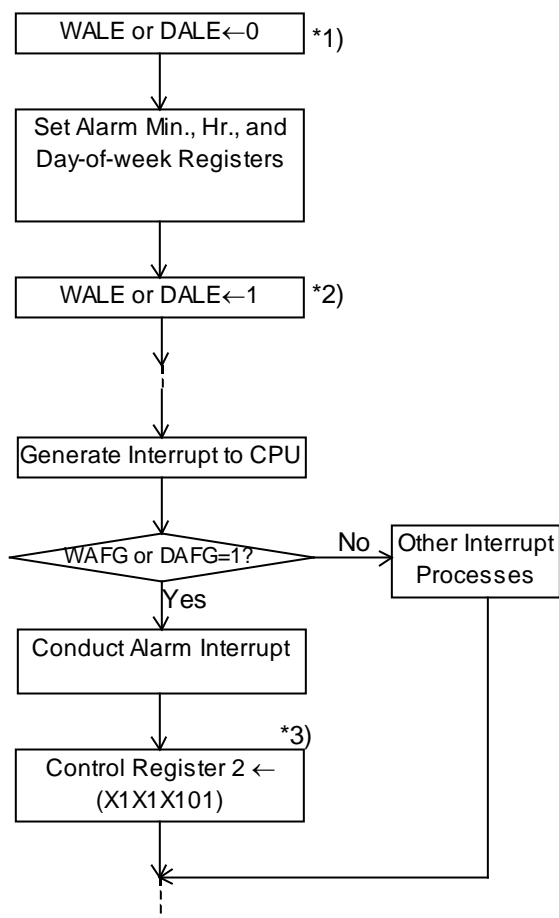 WALE or DALE←0
*1)
Set Alarm Min., Hr., and
Day-of-week Registers
WALE or DALE←1
*2)
Generate Interrupt to CPU
WAFG or DAFG=1?
No
Other Interrupt
Processes
Yes
Conduct Alarm Interrupt
*3)
Control Register 2 ←
(X1X1X101)